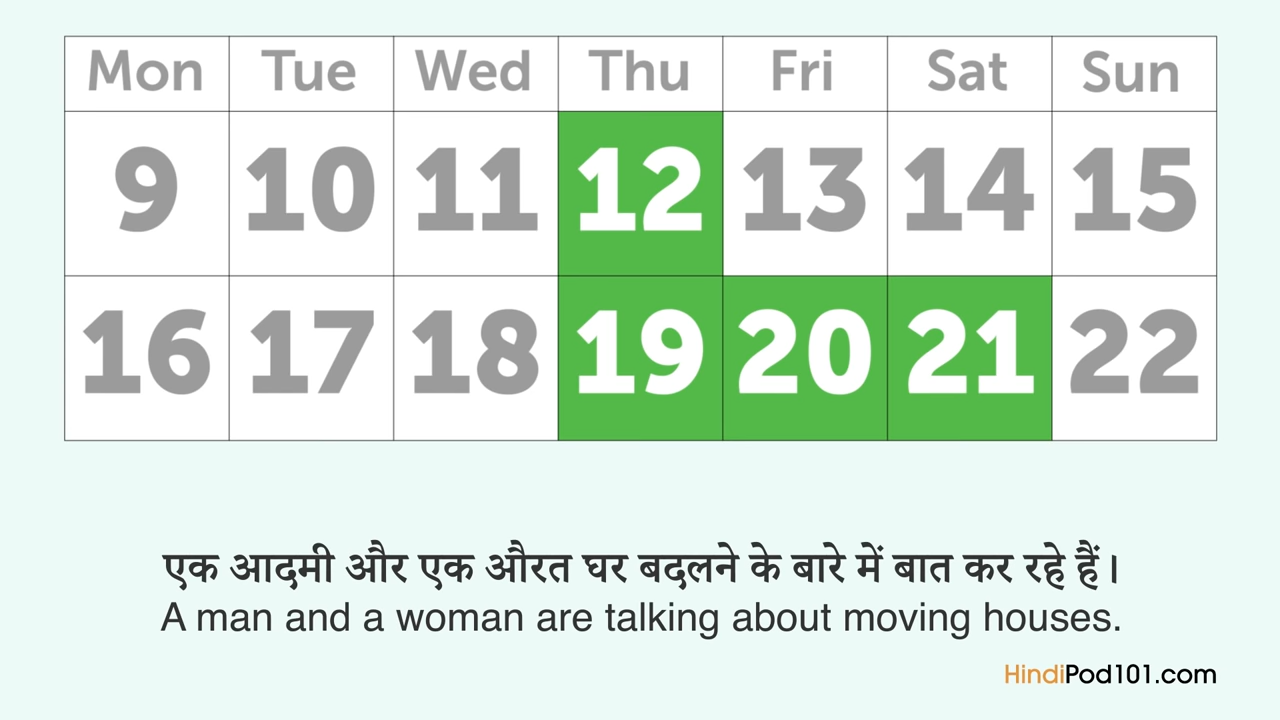 Mon Tue Wed Thu Fri Sat Sun
9 10 11 12 13 14 15
16 17 18 19 20 21 22
एक आदमी और एक औरत घर बदलने के बारे में बात कर रहे हैं।
A man and a woman are talking about moving houses.
HindiPod101.com